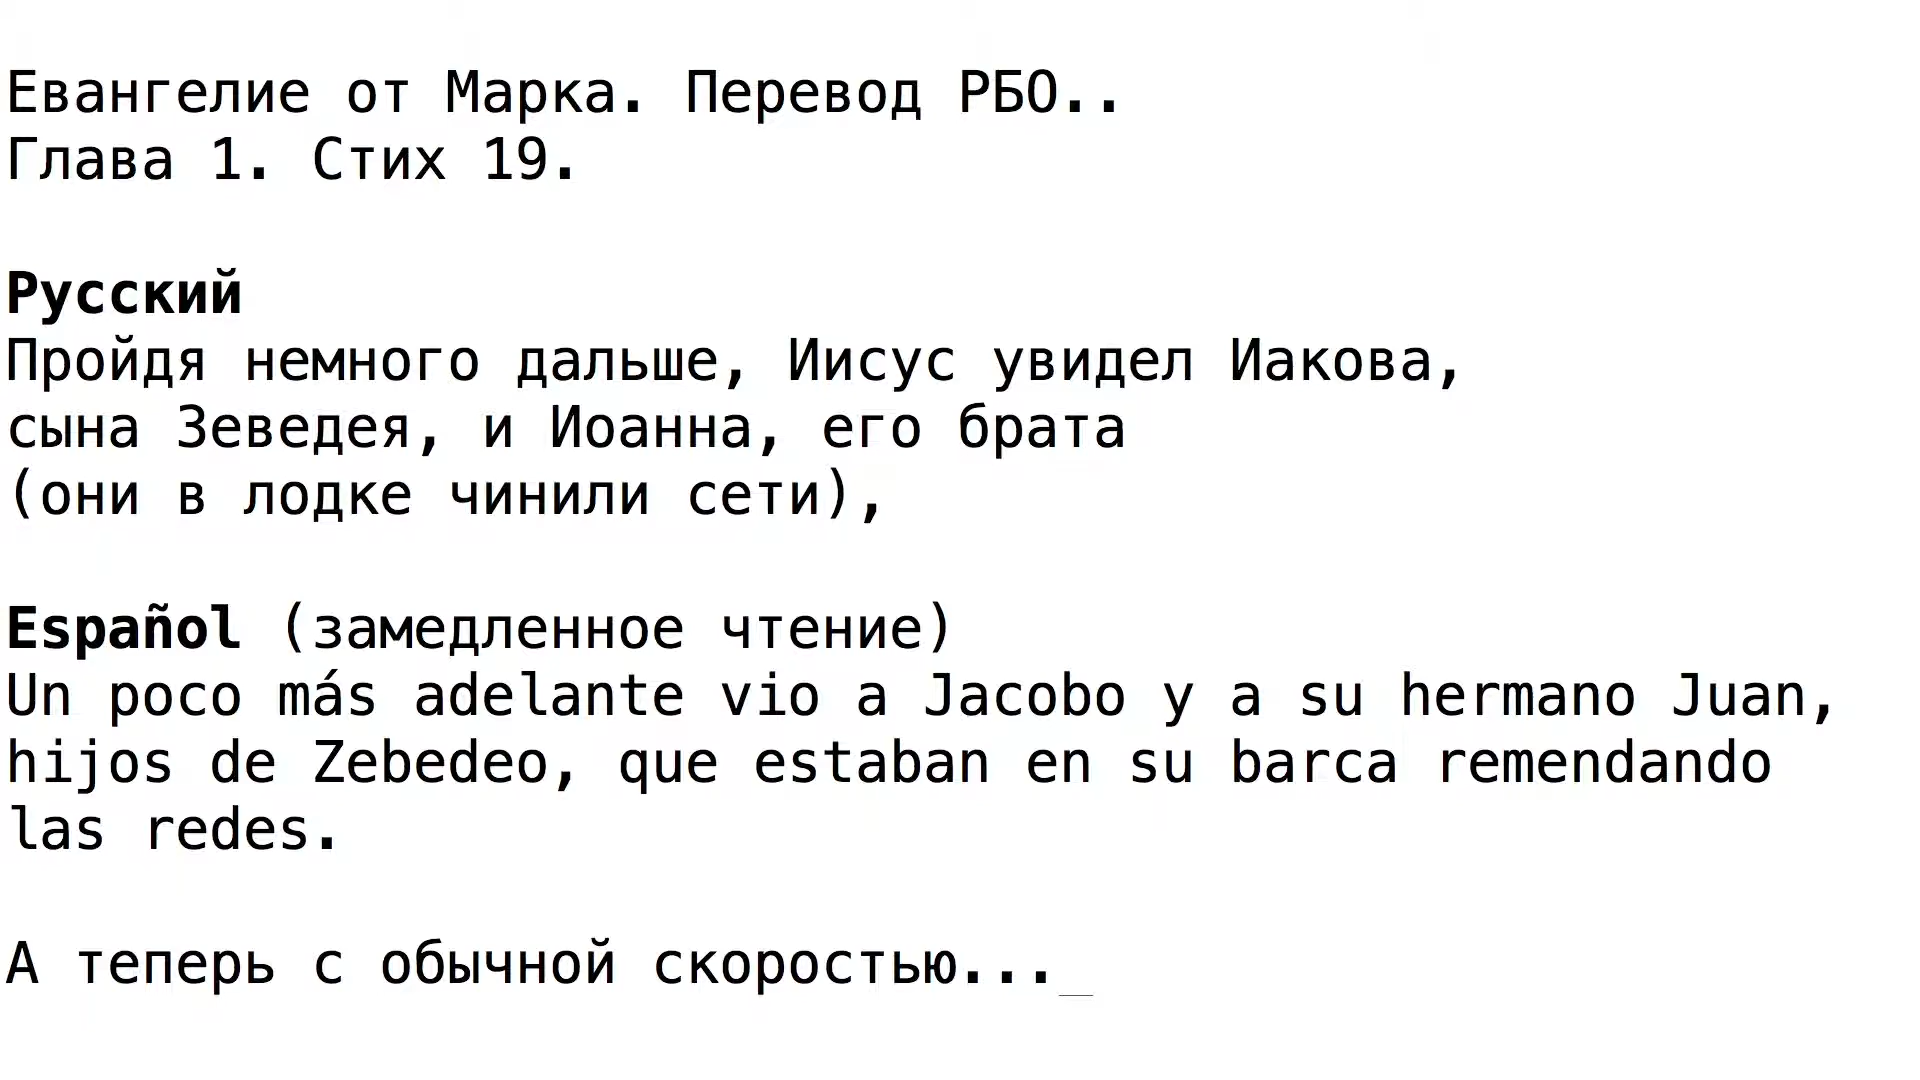 Евангелие от Марка. Перевод РБО..
Глава 1. Стих 19.
Русский
Пройдя немного дальше, Иисус увидел Иакова,
сына Зеведея, и Иоанна, его брата
(они в лодке чинили сети),
Español (замедленное чтение)
Un poco más adelante vio a Jacobo y a su hermano Juan,
hijos de Zebedeo, que estaban en su barca remendando
las redes.
А теперь с обычной скоростью..._